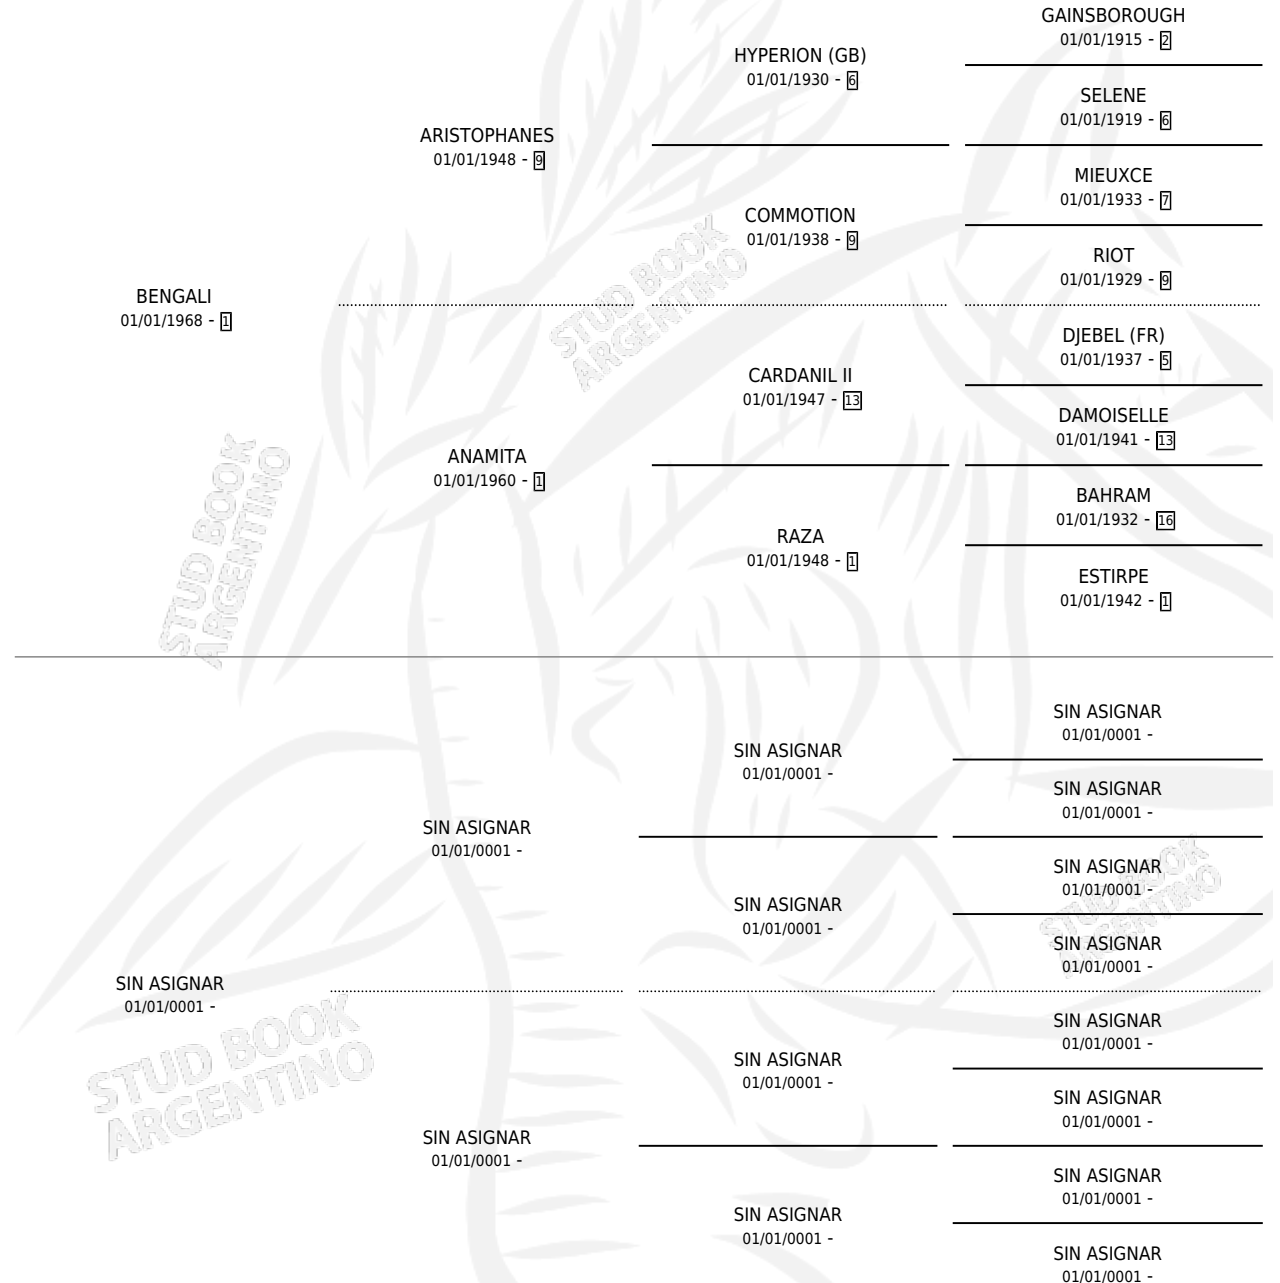 GAINSBOROUGH
01/01/1915 - 2
HYPERION (GB)
01/01/1930 - 6
SELENE
01/01/1919 - 6
ARISTOPHANES
01/01/1948 - 9
MIEUXCE
01/01/1933 - 7
COMMOTION
01/01/1938 - 9
RIOT
01/01/1929 - 9
BENGALI
01/01/1968 - 1
DJEBEL (FR)
01/01/1937 - 5
CARDANIL II
01/01/1947 - 13
DAMOISELLE
01/01/1941 - 13
ANAMITA
01/01/1960 - 1
BAHRAM
01/01/1932 - 16
RAZA
01/01/1948 - 1
ESTIRPE
01/01/1942 - 1
STUD BOOK
ARGENTINO
STUD BOOK
ARGENTINO
SIN ASIGNAR
01/01/0001 -
SIN ASIGNAR
01/01/0001 -
SIN ASIGNAR
01/01/0001 -
SIN ASIGNAR
01/01/0001 -
SIN ASIGNAR
01/01/0001 -
SIN ASIGNAR
01/01/0001 -
SIN ASIGNAR
01/01/0001 -
SIN ASIGNAR
01/01/0001 -
SIN ASIGNAR
01/01/0001 -
SIN ASIGNAR
01/01/0001 -
SIN ASIGNAR
01/01/0001 -
SIN ASIGNAR
01/01/0001 -
SIN ASIGNAR
01/01/0001 -
SIN ASIGNAR
01/01/0001 -
SIN ASIGNAR
01/01/0001 -
STUD BOOK
ARGENTINO
STUD BOOK
ARGENTINO